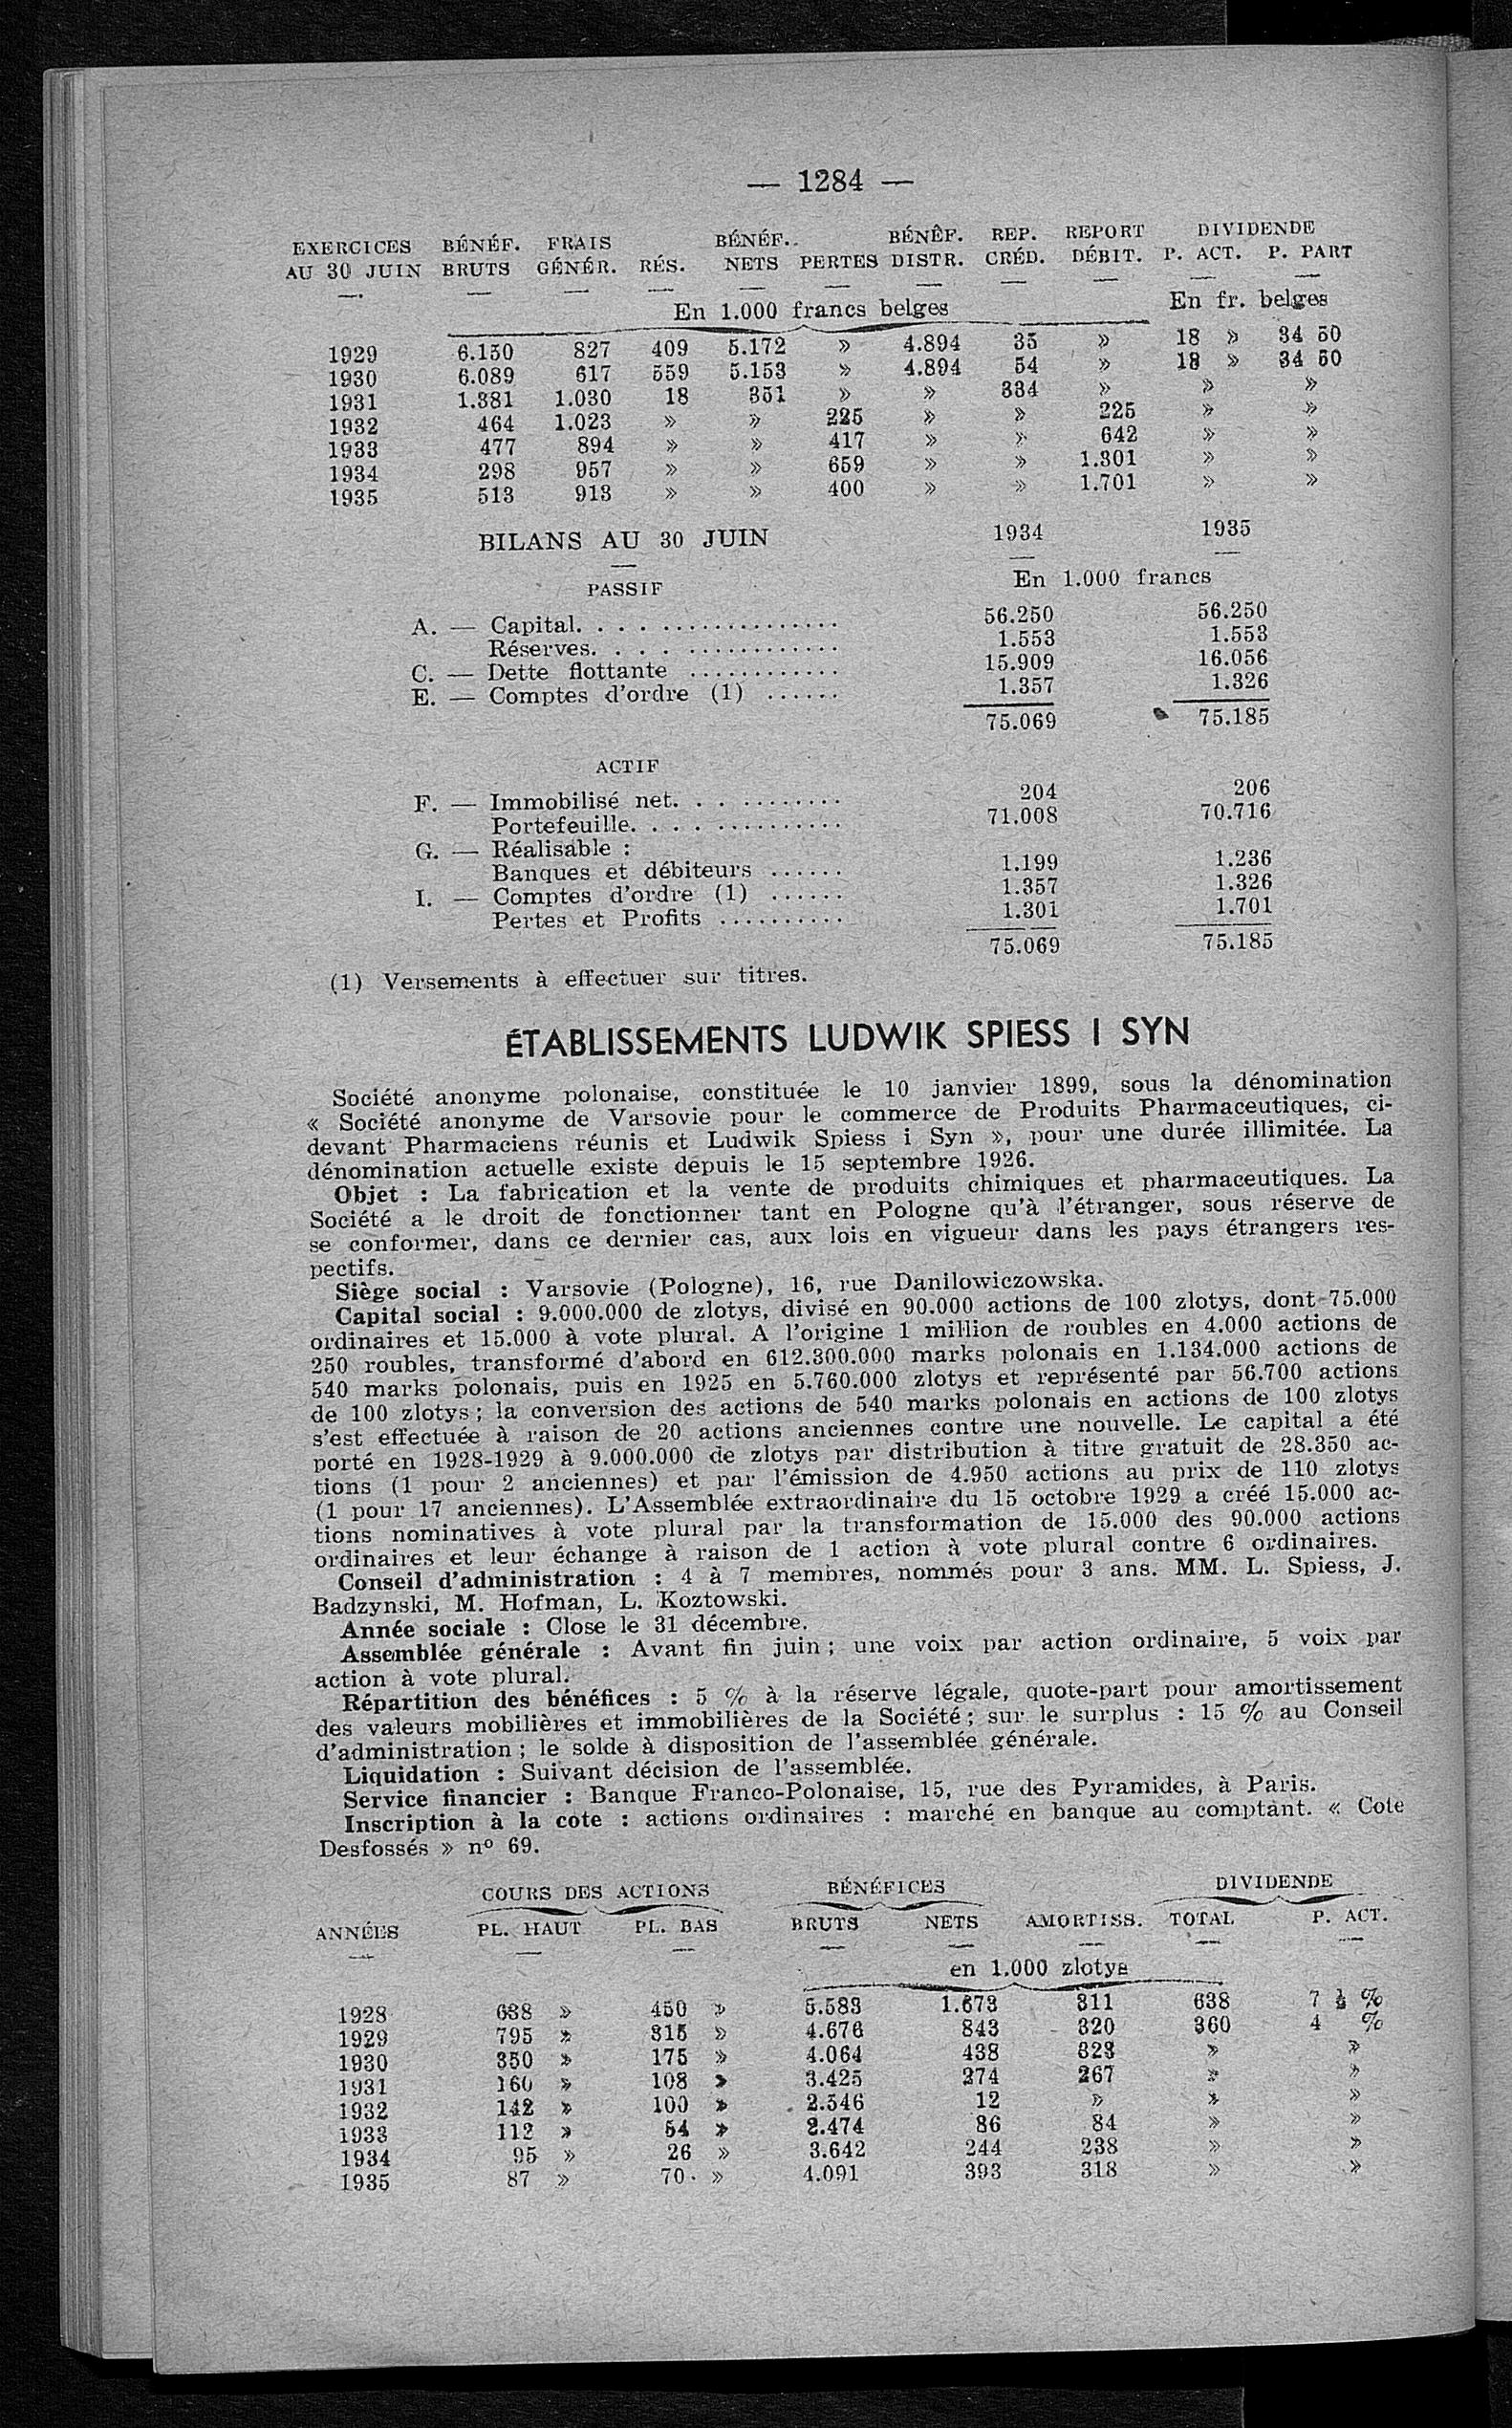 — 1284 —
EXERCICES BÉNÉF. FRAIS BÉNÉF. BÉNÉF. REP. REPORT DIVIDENDE
AU 30 JUIN BRUTS GÉNÉR. RÉS. NETS PERTES DISTR. CRÉD. DÉBIT. P. ACT. P. PART
En 1.000 francs belges En fr. belges
1929 6.150 827 409 5.172 » 4.894 35 » 18 » 34 50
1930 6.089 617 559 5.153 » 4.894 54 » 18 » 34 50
1931 1.381 1.030 18 351 » » 334 » » »
1932 464 1.023 » » 225 » » 225 » »
1933 477 894 » » 417 » » 642 » »
1934 298 957 » » 659 » » 1.301 » »
1935 513 913 » » 400 » » 1.701 » »
BILANS AU 30 JUIN 1934 1935
PASSIF En 1.000 francs
A. — Capital. . . . . . . . . . . . . . . . . 56.250 56.250
Réserves. . . . . . . . . . . . . . . . 1.553 1.553
C. — Dette flottante . . . . . . . . . . . . 15.909 16.056
E. — Comptes d'ordre (1) . . . . . . 1.357 1.326
75.069 75.185
ACTIF
F. — Immobilisé net. . . . . . . . . . . 204 206
Portefeuille. . . . . . . . . . . . . . 71.008 70.716
G. — Réalisable :
Banques et débiteurs . . . . . . 1.199 1.236
I. — Comptes d'ordre (1) . . . . . . 1.357 1.326
Pertes et Profits . . . . . . . . . . 1.301 1.701
75.069 75.185
(1) Versements à effectuer sur titres.
ÉTABLISSEMENTS LUDWIK SPIESS I SYN
Société anonyme polonaise, constituée le 10 janvier 1899, sous la dénomination
« Société anonyme de Varsovie pour le commerce de Produits Pharmaceutiques, ci-
devant Pharmaciens réunis et Ludwik Spiess i Syn », pour une durée illimitée. La
dénomination actuelle existe depuis le 15 septembre 1926.
Objet : La fabrication et la vente de produits chimiques et pharmaceutiques. La
Société a le droit de fonctionner tant en Pologne qu'à l'étranger, sous réserve de
se conformer, dans ce dernier cas, aux lois en vigueur dans les pays étrangers res-
pectifs.
Siège social : Varsovie (Pologne), 16, rue Danilowiczowska.
Capital social : 9.000.000 de zlotys, divisé en 90.000 actions de 100 zlotys, dont 75.000
ordinaires et 15.000 à vote plural. A l'origine 1 million de roubles en 4.000 actions de
250 roubles, transformé d'abord en 612.300.000 marks polonais en 1.134.000 actions de
540 marks polonais, puis en 1925 en 5.760.000 zlotys et représenté par 56.700 actions
de 100 zlotys ; la conversion des actions de 540 marks polonais en actions de 100 zlotys
s'est effectuée à raison de 20 actions anciennes contre une nouvelle. Le capital a été
porté en 1928-1929 à 9.000.000 de zlotys par distribution à titre gratuit de 28.350 ac-
tions (1 pour 2 anciennes) et par l'émission de 4.950 actions au prix de 110 zlotys
(1 pour 17 anciennes). L'Assemblée extraordinaire du 15 octobre 1929 a créé 15.000 ac-
tions nominatives à vote plural par la transformation de 15.000 des 90.000 actions
ordinaires et leur échange à raison de 1 action à vote plural contre 6 ordinaires.
Conseil d'administration : 4 à 7 membres, nommés pour 3 ans. MM. L. Spiess, J.
Badzynski, M. Hofman, L. Koztowski.
Année sociale : Close le 31 décembre.
Assemblée générale : Avant fin juin ; une voix par action ordinaire, 5 voix par
action à vote plural.
Répartition des bénéfices : 5 % à la réserve légale, quote-part pour amortissement
des valeurs mobilières et immobilières de la Société ; sur le surplus : 15 % au Conseil
d'administration ; le solde à disposition de l'assemblée générale.
Liquidation : Suivant décision de l'assemblée.
Service financier : Banque Franco-Polonaise, 15, rue des Pyramides, à Paris.
Inscription à la cote : actions ordinaires : marché en banque au comptant. « Cote
Desfossés » nº 69.
COURS DES ACTIONS BÉNÉFICES DIVIDENDE
ANNÉES PL. HAUT PL. BAS BRUTS NETS AMORTISS. TOTAL P. ACT.
en 1.000 zlotys
1928 638 » 450 » 5.583 1.673 311 638 7 ½ %
1929 795 » 315 » 4.676 843 320 360 4 %
1930 350 » 175 » 4.064 438 323 » »
1931 160 » 108 » 3.425 274 267 » »
1932 142 » 100 » 2.546 12 » » »
1933 112 » 54 » 2.474 86 84 » »
1934 95 » 26 » 3.642 244 238 » »
1935 87 » 70 » 4.091 393 318 » »